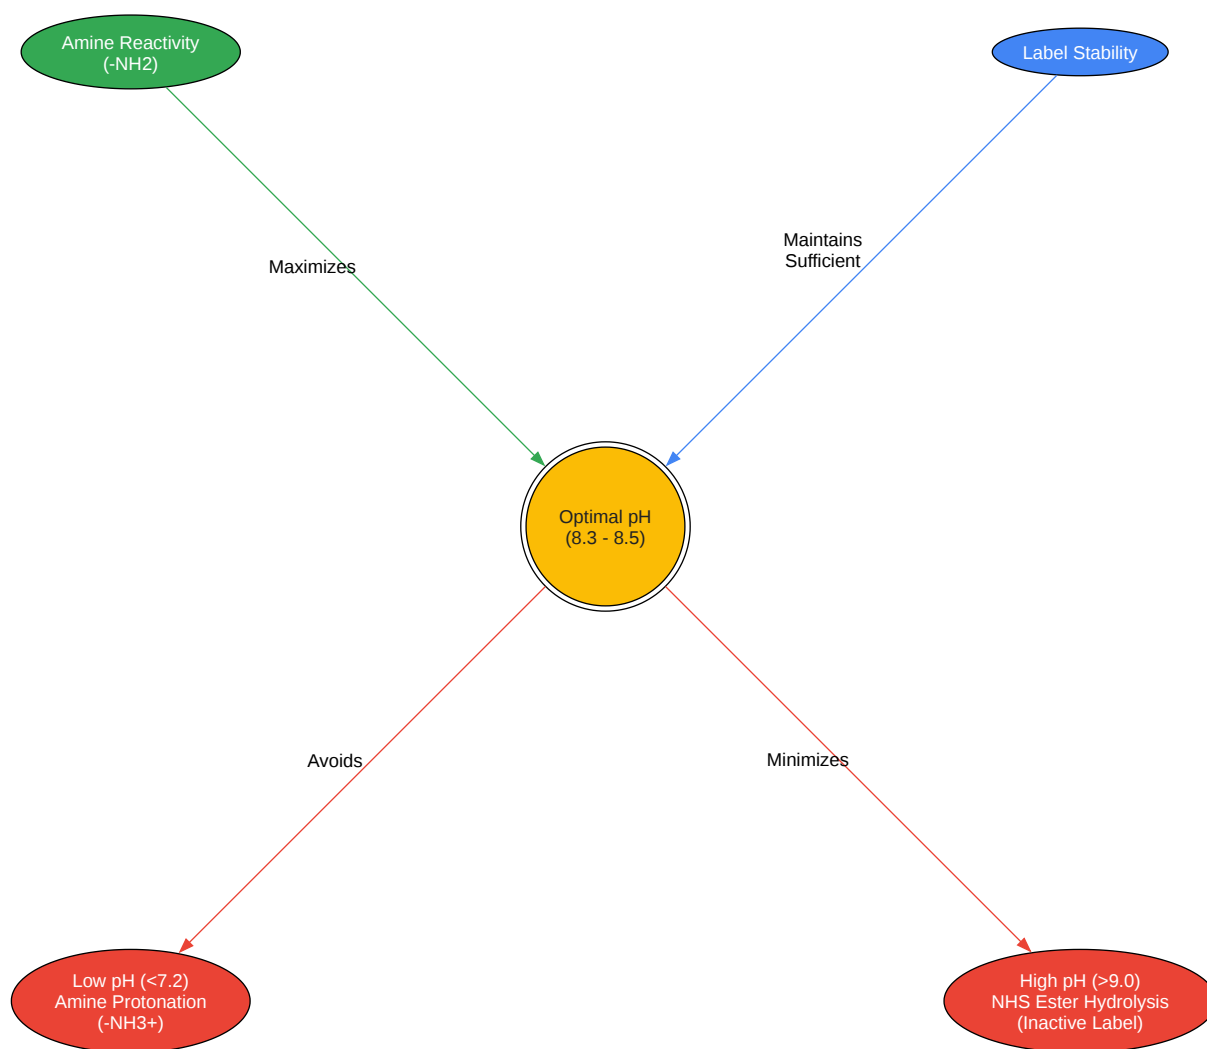 Amine Reactivity
(-NH2)
Label Stability
Maximizes
Maintains
Sufficient
Optimal pH
(8.3 - 8.5)
Avoids
Minimizes
Low pH (<7.2)
Amine Protonation
(-NH3+)
High pH (>9.0)
NHS Ester Hydrolysis
(Inactive Label)